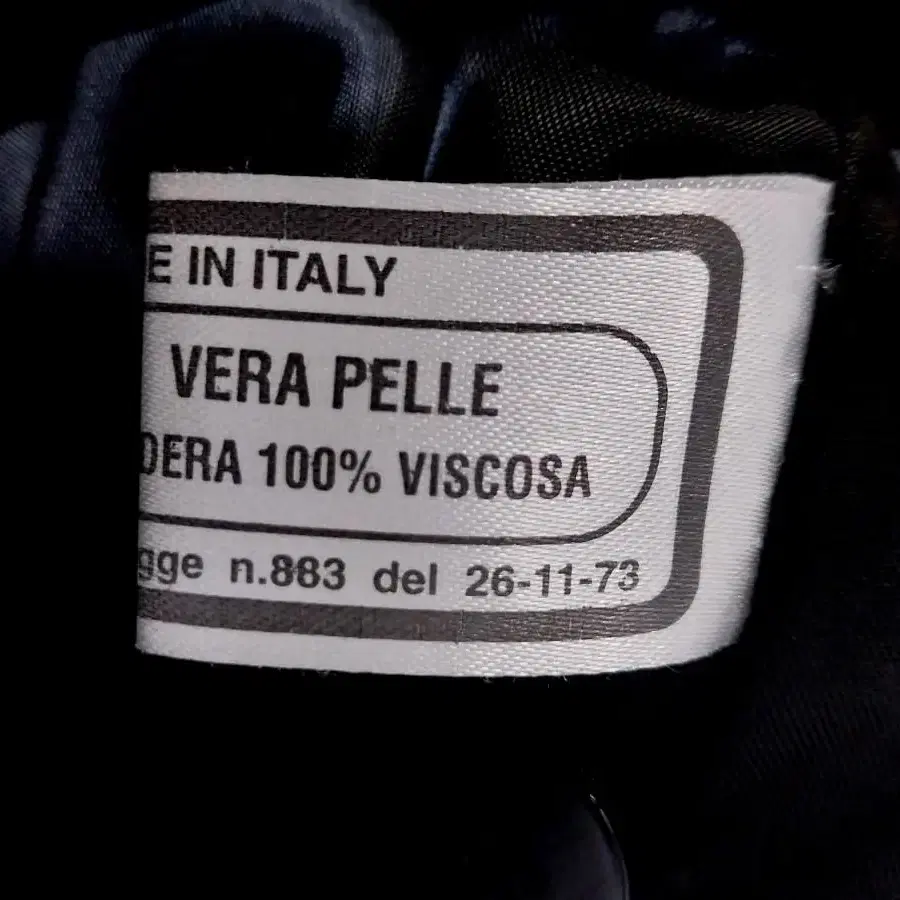 E IN ITALY
VERA PELLE
DERA 100% VISCOSA
gge n.883 del 26-11-73